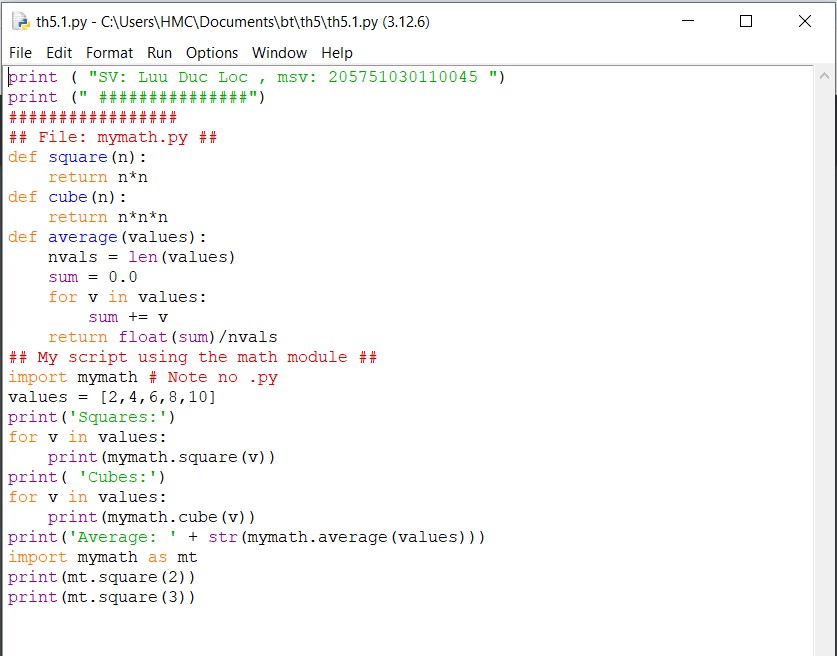 th5.1.py - C:\Users\HMC\Documents\bt\th5\th5.1.py (3.12.6)
File Edit Format Run Options Window Help
print ( "SV: Luu Duc Loc , msv: 205751030110045 ")
print (" ###############")
#################
## File: mymath.py ##
def square(n):
    return n*n
def cube(n):
    return n*n*n
def average(values):
    nvals = len(values)
    sum = 0.0
    for v in values:
        sum += v
    return float(sum)/nvals
## My script using the math module ##
import mymath # Note no .py
values = [2,4,6,8,10]
print('Squares:')
for v in values:
    print(mymath.square(v))
print( 'Cubes:')
for v in values:
    print(mymath.cube(v))
print('Average: ' + str(mymath.average(values)))
import mymath as mt
print(mt.square(2))
print(mt.square(3))